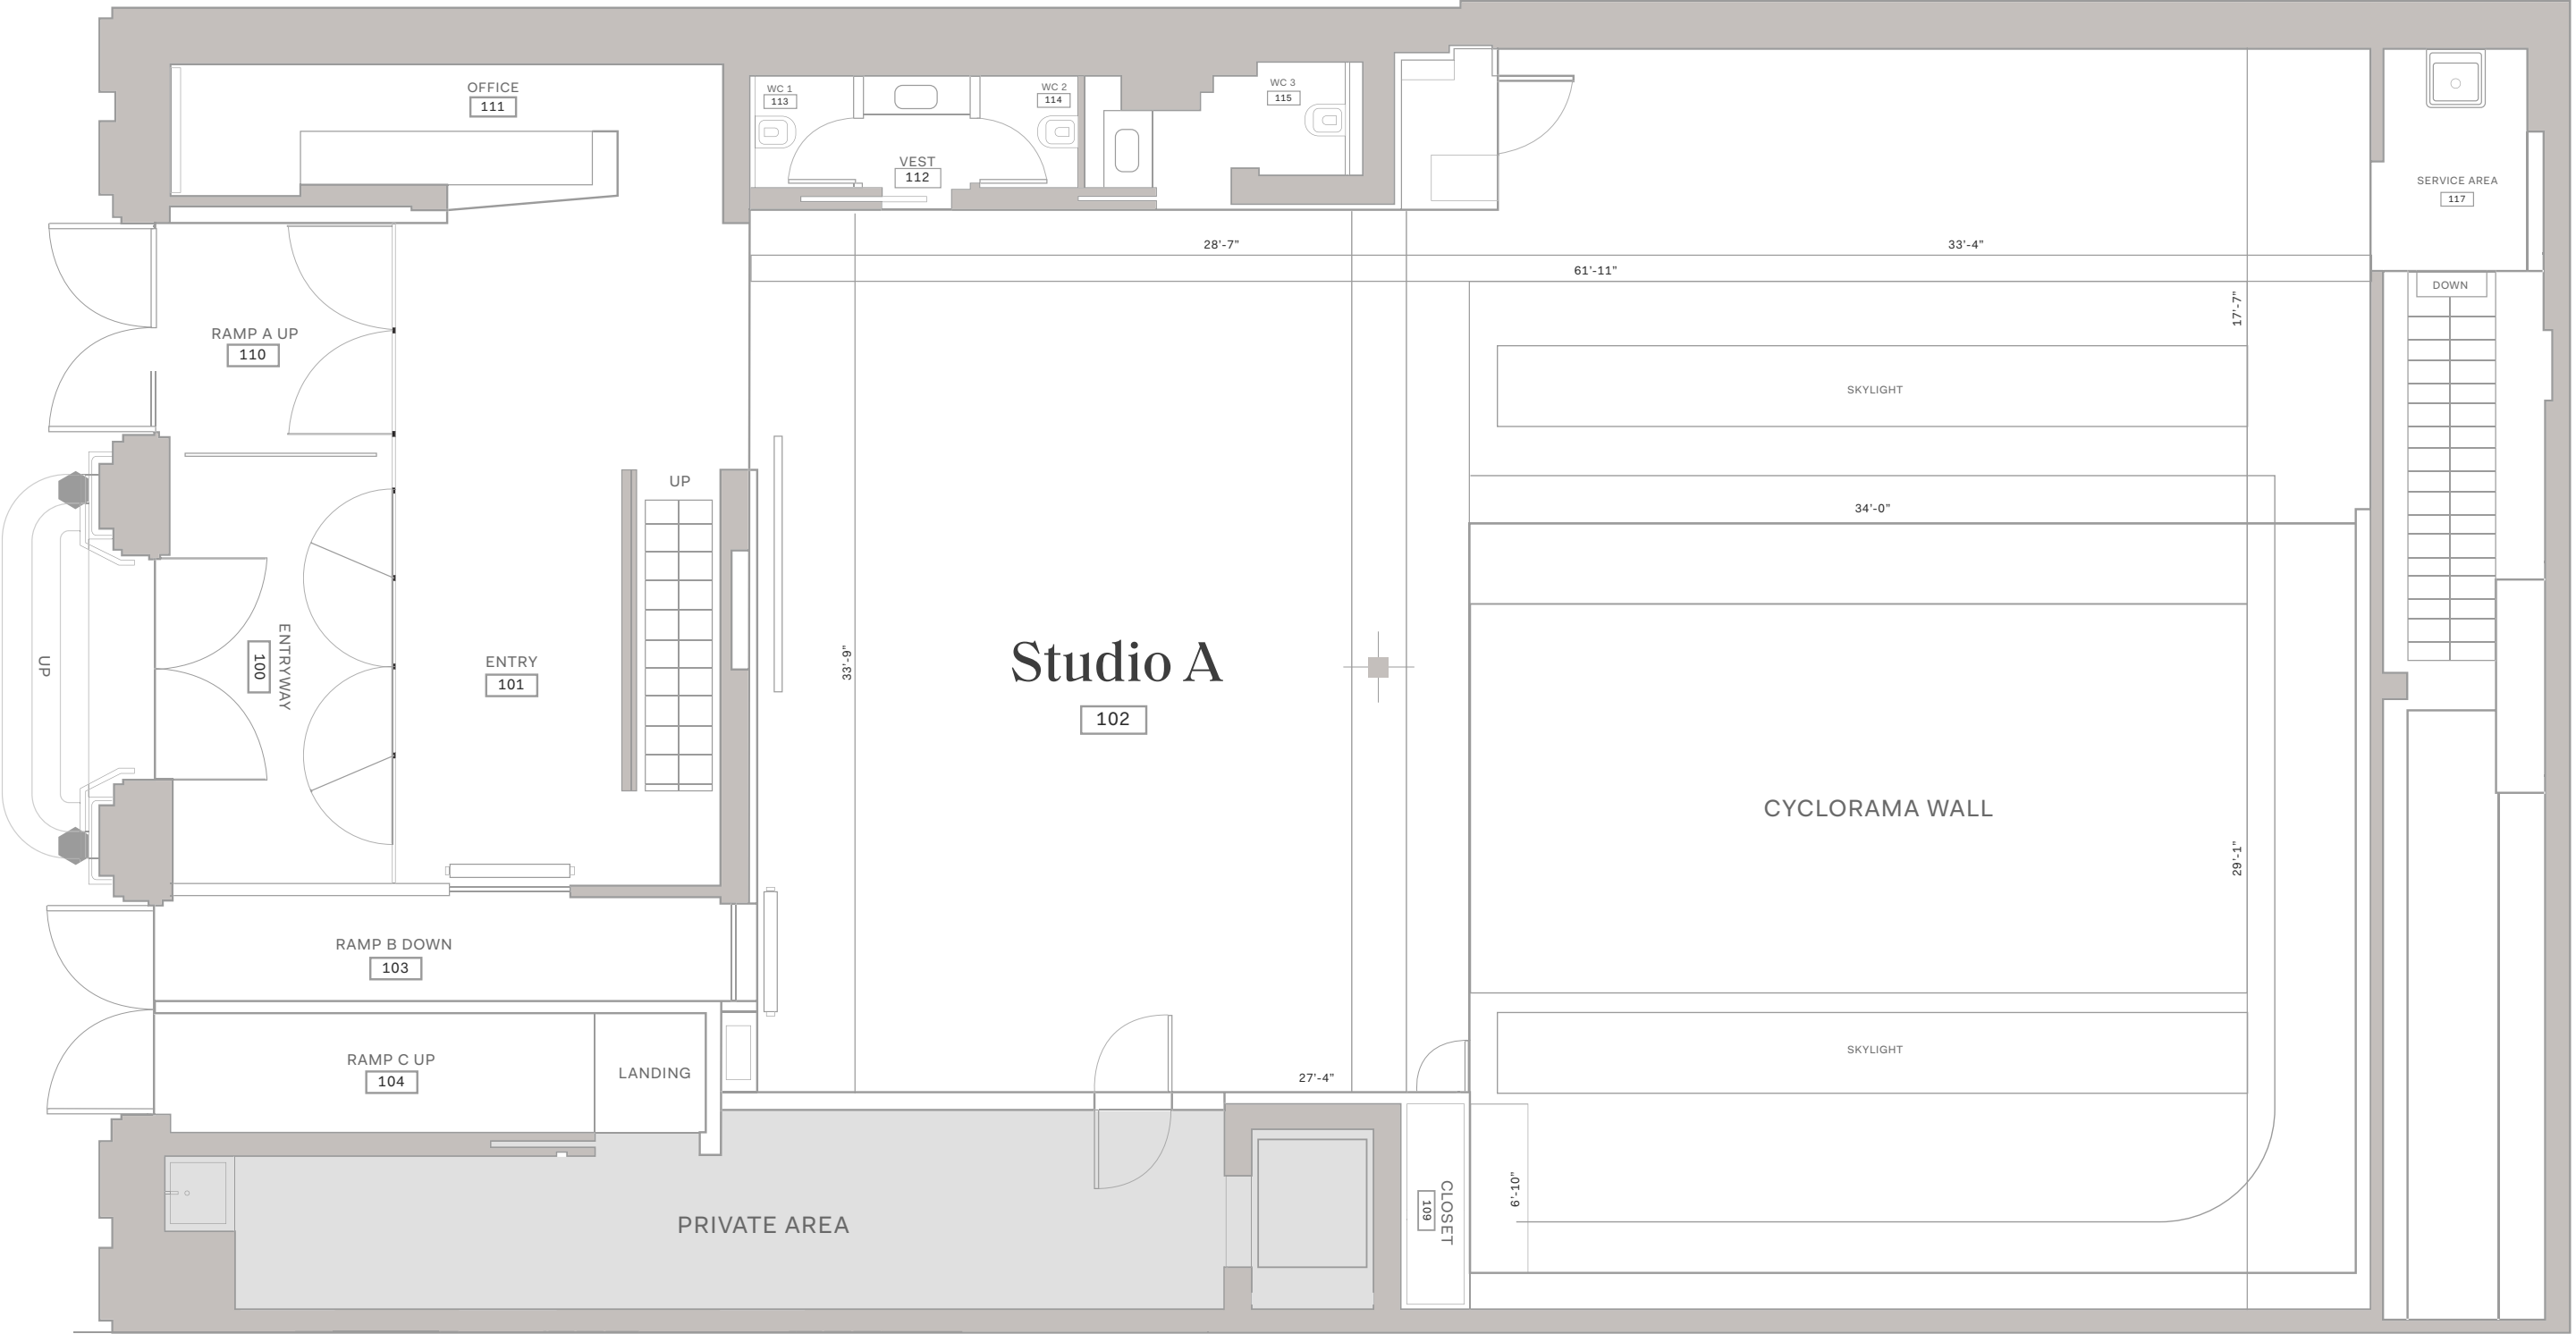 OFFICE
111
WC 1
113
WC 2
114
VEST
112
WC 3
115
SERVICE AREA
117
28'-7"
33'-4"
61'-11"
DOWN
17'-7"
RAMP A UP
110
SKYLIGHT
UP
34'-0"
UP
ENTRYWAY
100
ENTRY
101
33'-9"
Studio A
102
CYCLORAMA WALL
29'-1"
RAMP B DOWN
103
RAMP C UP
104
LANDING
27'-4"
SKYLIGHT
PRIVATE AREA
CLOSET
109
6'-10"